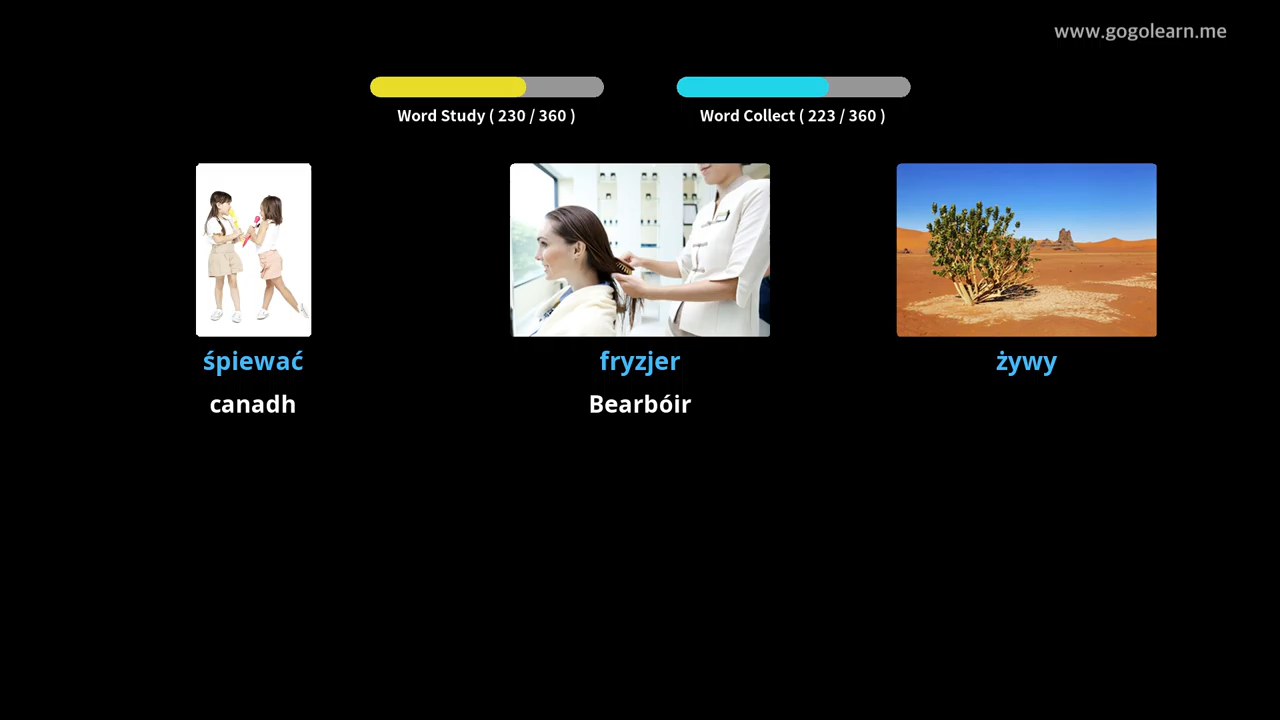 www.gogolearn.me
Word Study ( 230 / 360 )
Word Collect ( 223 / 360 )
śpiewać
fryzjer
żywy
canadh
Bearbóir